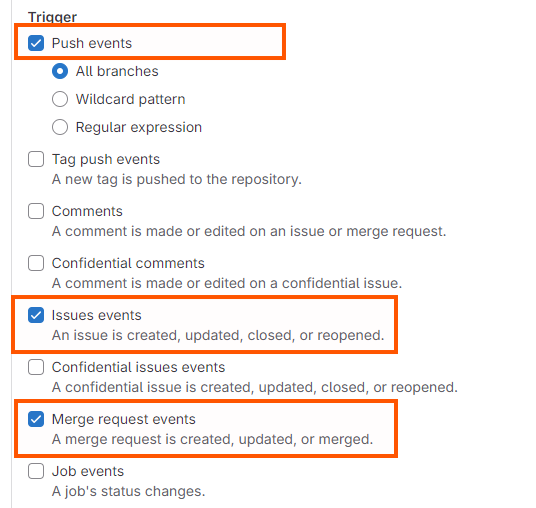 Trigger
Push events
All branches
Wildcard pattern
Regular expression
Tag push events
A new tag is pushed to the repository.
Comments
A comment is made or edited on an issue or merge request.
Confidential comments
A comment is made or edited on a confidential issue.
Issues events
An issue is created, updated, closed, or reopened.
Confidential issues events
A confidential issue is created, updated, closed, or reopened.
Merge request events
A merge request is created, updated, or merged.
Job events
A job's status changes.